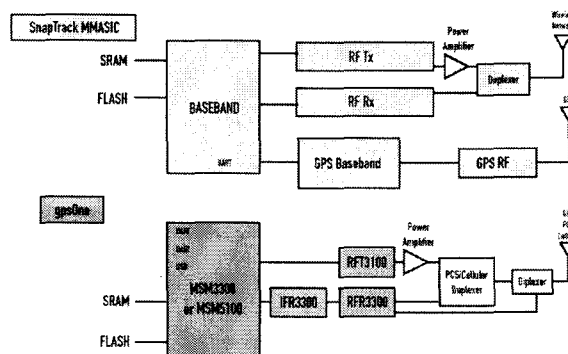 SnapTrack MMASIC
SRAM
FLASH
BASEBAND
UART
RF Tx
RF Rx
Power
Amplifier
Duplexer
GPS Baseband
GPS RF
gpsOne
SRAM
FLASH
MSM3300
or MSM5100
IFR3300
RFT3100
RFR3300
Power
Amplifier
PCS/Cellular
Duplexer
Diplexer